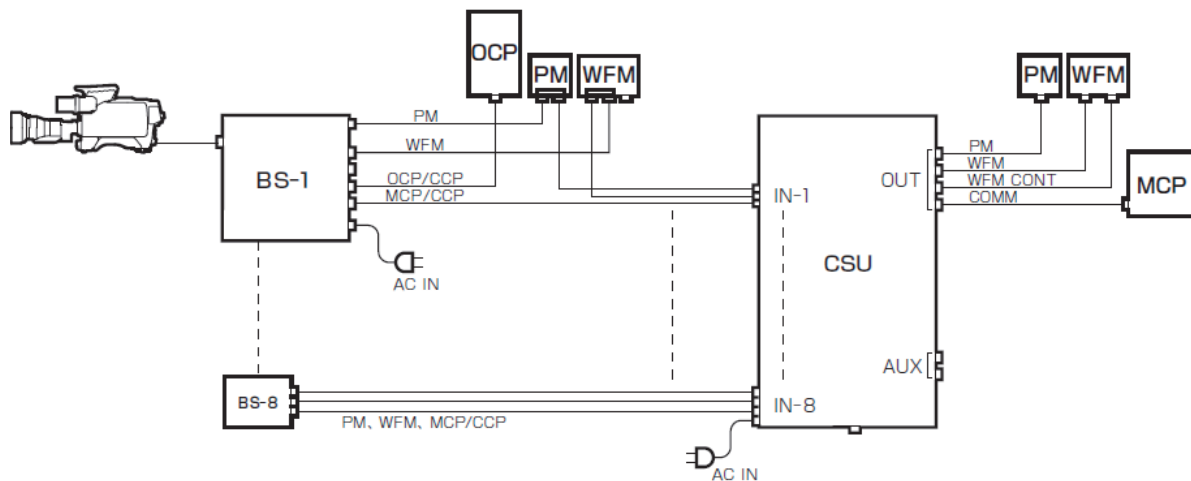 OCP
PM
WFM
PM
WFM
PM
WFM
OCP/CCP
MCP/CCP
BS-1
AC IN
IN-1
OUT
PM
WFM
WFM CONT
COMM
MCP
CSU
AUX
BS-8
IN-8
PM、WFM、MCP/CCP
AC IN